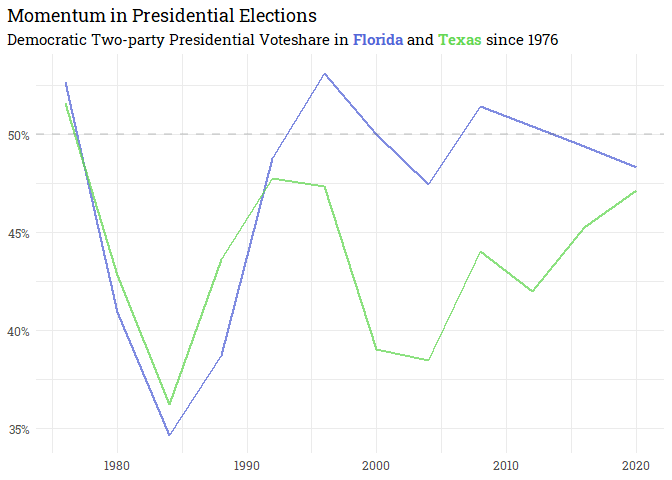 Momentum in Presidential Elections
Democratic Two-party Presidential Voteshare in Florida and Texas since 1976
50%
45%
40%
35%
1980 1990 2000 2010 2020